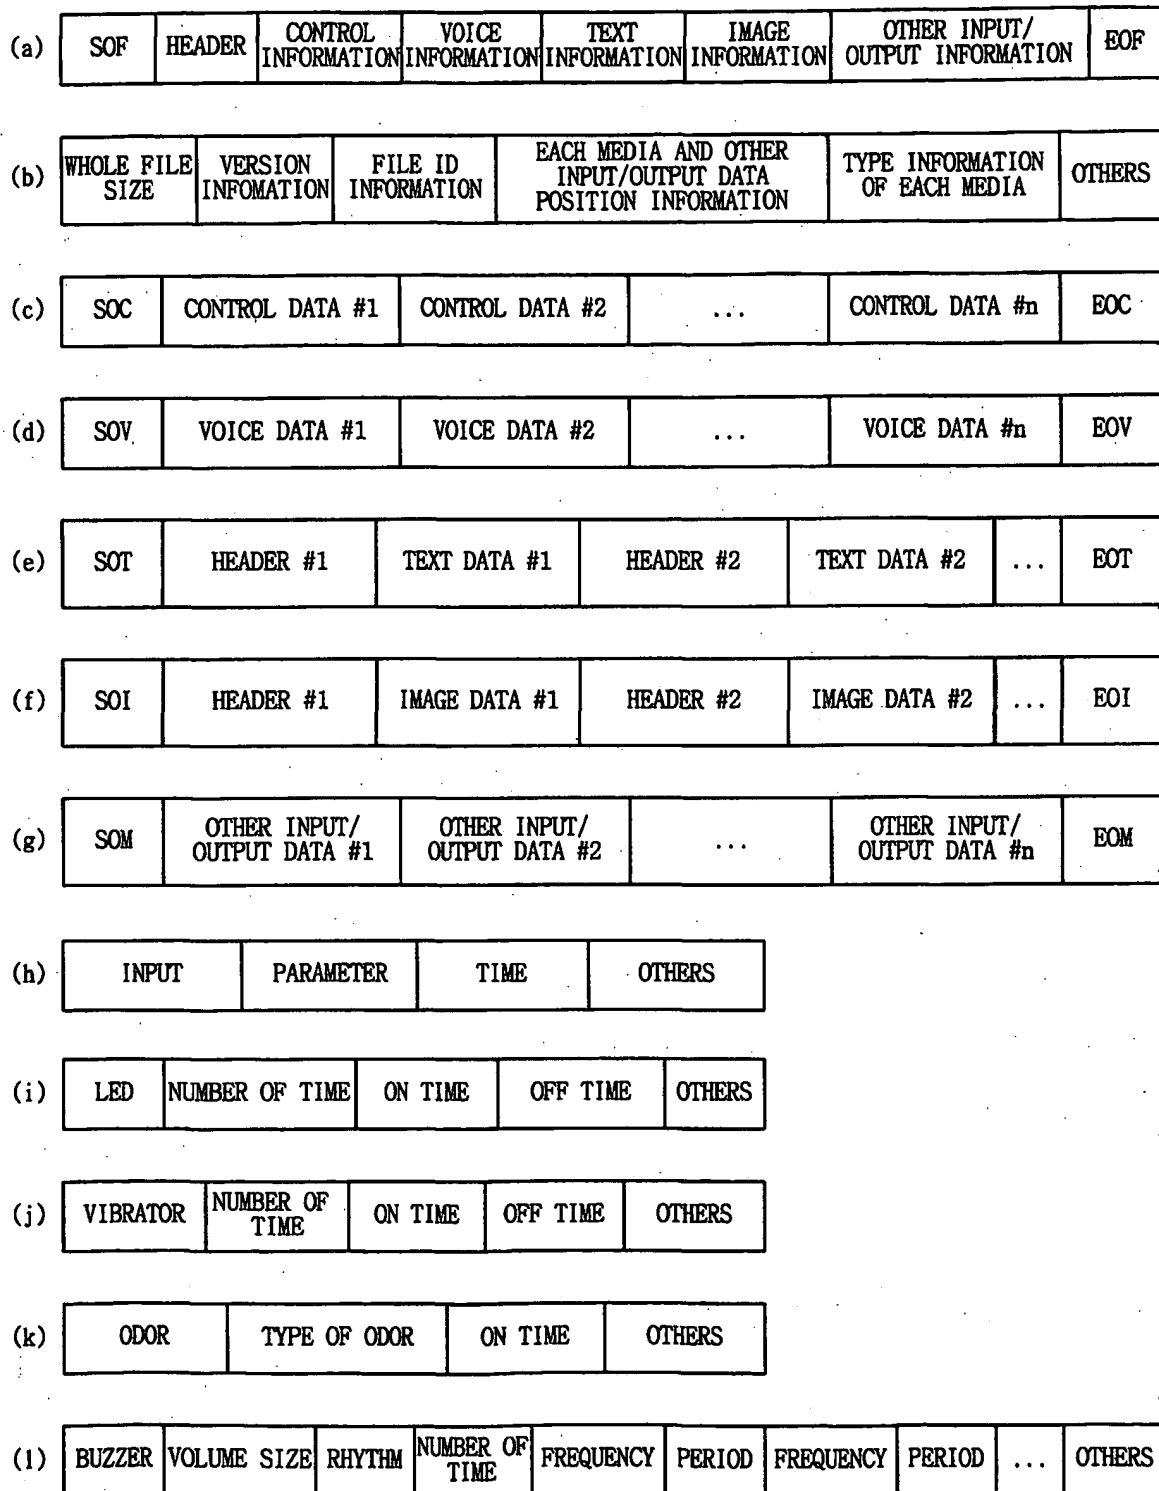 (a) SOF HEADER CONTROL INFORMATION VOICE INFORMATION TEXT INFORMATION IMAGE INFORMATION OTHER INPUT/ OUTPUT INFORMATION EOF
(b) WHOLE FILE SIZE VERSION INFOMATION FILE ID INFORMATION EACH MEDIA AND OTHER INPUT/OUTPUT DATA POSITION INFORMATION TYPE INFORMATION OF EACH MEDIA OTHERS
(c) SOC CONTROL DATA #1 CONTROL DATA #2 ... CONTROL DATA #n EOC
(d) SOV VOICE DATA #1 VOICE DATA #2 ... VOICE DATA #n EOV
(e) SOT HEADER #1 TEXT DATA #1 HEADER #2 TEXT DATA #2 ... EOT
(f) SOI HEADER #1 IMAGE DATA #1 HEADER #2 IMAGE DATA #2 ... EOI
(g) SOM OTHER INPUT/ OUTPUT DATA #1 OTHER INPUT/ OUTPUT DATA #2 ... OTHER INPUT/ OUTPUT DATA #n EOM
(h) INPUT PARAMETER TIME OTHERS
(i) LED NUMBER OF TIME ON TIME OFF TIME OTHERS
(j) VIBRATOR NUMBER OF TIME ON TIME OFF TIME OTHERS
(k) ODOR TYPE OF ODOR ON TIME OTHERS
(l) BUZZER VOLUME SIZE RHYTHM NUMBER OF TIME FREQUENCY PERIOD FREQUENCY PERIOD ... OTHERS